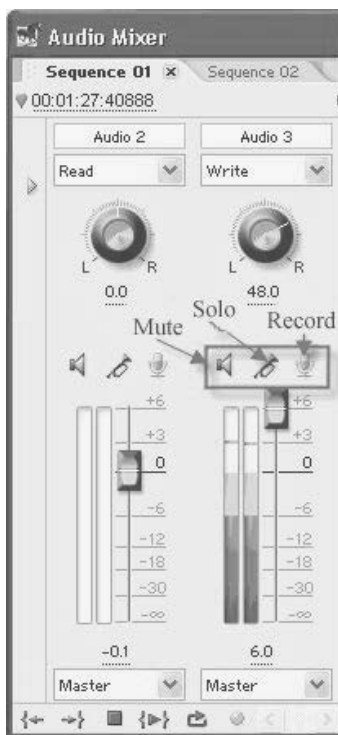 Audio Mixer
Sequence 01 × Sequence 02
00:01:27:40888
Audio 2 Audio 3
Read Write
L R L R
0.0 48.0
Solo
Mute Record
+6 +6
+3 +3
0 0
-6 -6
-12 -12
-18 -18
-30 -30
-∞ -∞
-0.1 6.0
Master Master